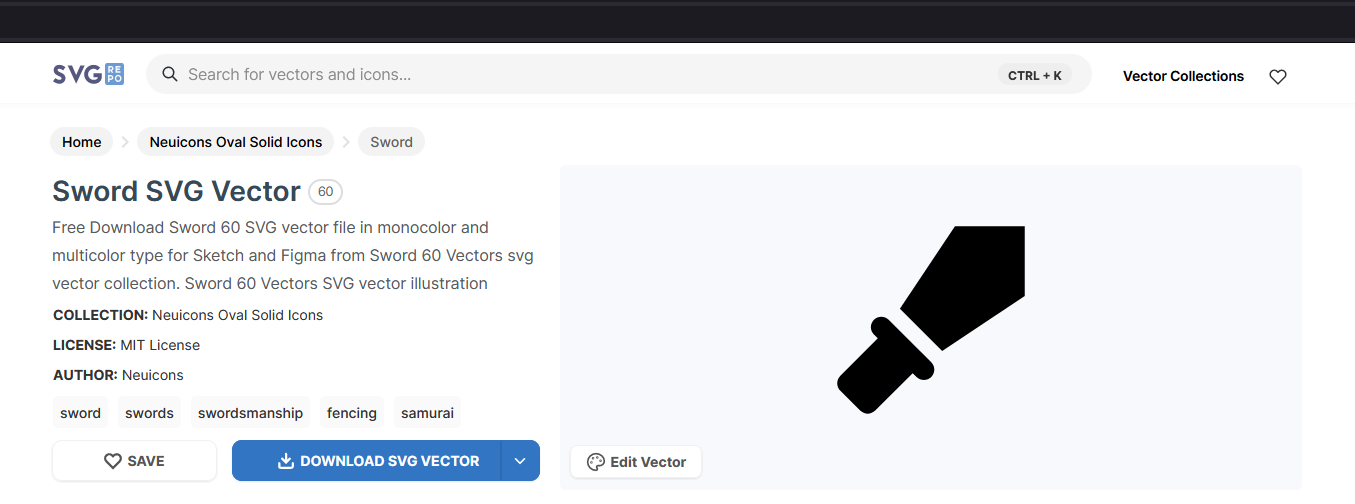 SVG RE PO
Search for vectors and icons...
CTRL + K
Vector Collections
Home
Neuicons Oval Solid Icons
Sword
Sword SVG Vector 60
Free Download Sword 60 SVG vector file in monocolor and
multicolor type for Sketch and Figma from Sword 60 Vectors svg
vector collection. Sword 60 Vectors SVG vector illustration
COLLECTION: Neuicons Oval Solid Icons
LICENSE: MIT License
AUTHOR: Neuicons
sword swords swordsmanship fencing samurai
SAVE
DOWNLOAD SVG VECTOR
Edit Vector